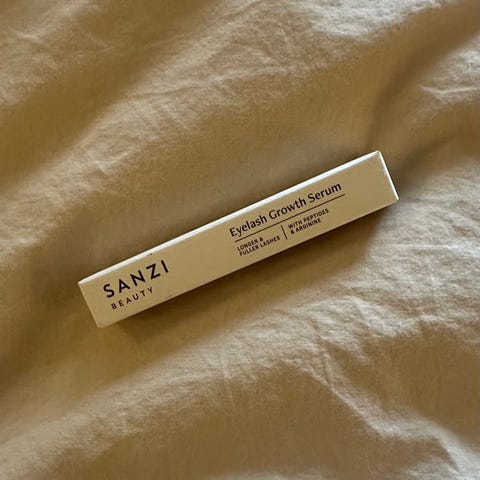 SANZI
BEAUTY
Eyelash Growth Serum
LONGER &
FULLER LASHES
WITH PEPTIDES
& ARGININE